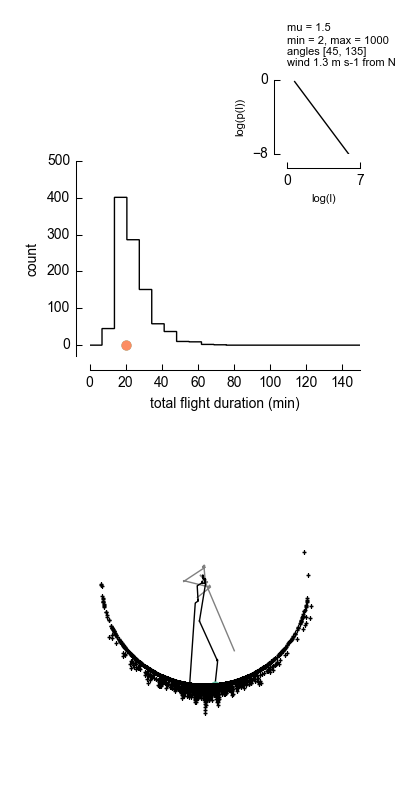 mu = 1.5
min = 2, max = 1000
angles [45, 135]
wind 1.3 m s-1 from N
0
log(p(l))
−8
0 7
log(l)
500
400
300
count
200
100
0
0 20 40 60 80 100 120 140
total flight duration (min)